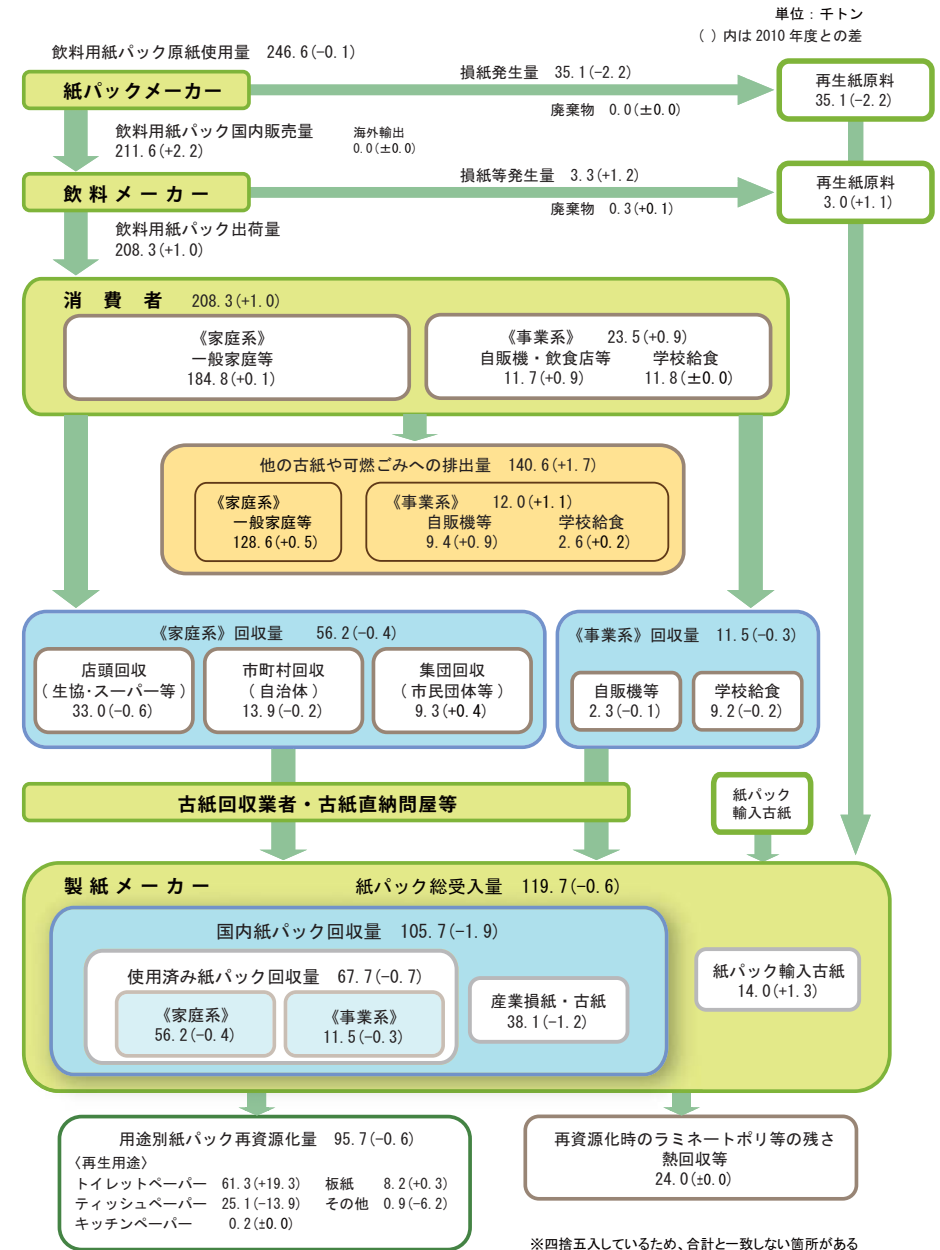 単位：千トン
（ ）内は 2010 年度との差
飲料用紙パック原紙使用量 246.6(−0.1)
紙パックメーカー
損紙発生量 35.1(−2.2)
廃棄物 0.0(±0.0)
再生紙原料
35.1(−2.2)
飲料用紙パック国内販売量
211.6(+2.2)
海外輸出
0.0(±0.0)
飲料メーカー
損紙等発生量 3.3(+1.2)
廃棄物 0.3(+0.1)
再生紙原料
3.0(+1.1)
飲料用紙パック出荷量
208.3(+1.0)
消 費 者 208.3(+1.0)
《家庭系》
一般家庭等
184.8(+0.1)
《事業系》 23.5(+0.9)
自販機・飲食店等 学校給食
11.7(+0.9) 11.8(±0.0)
他の古紙や可燃ごみへの排出量 140.6(+1.7)
《家庭系》
一般家庭等
128.6(+0.5)
《事業系》 12.0(+1.1)
自販機等 学校給食
9.4(+0.9) 2.6(+0.2)
《家庭系》回収量 56.2(−0.4)
店頭回収
（生協･スーパー等）
33.0(−0.6)
市町村回収
（自治体）
13.9(−0.2)
集団回収
（市民団体等）
9.3(+0.4)
《事業系》回収量 11.5(−0.3)
自販機等
2.3(−0.1)
学校給食
9.2(−0.2)
古紙回収業者・古紙直納問屋等
紙パック
輸入古紙
製紙メーカー 紙パック総受入量 119.7(−0.6)
国内紙パック回収量 105.7(−1.9)
使用済み紙パック回収量 67.7(−0.7)
《家庭系》
56.2(−0.4)
《事業系》
11.5(−0.3)
産業損紙・古紙
38.1(−1.2)
紙パック輸入古紙
14.0(+1.3)
用途別紙パック再資源化量 95.7(−0.6)
〈再生用途〉
トイレットペーパー 61.3(+19.3) 板紙 8.2(+0.3)
ティッシュペーパー 25.1(−13.9) その他 0.9(−6.2)
キッチンペーパー 0.2(±0.0)
再資源化時のラミネートポリ等の残さ
熱回収等
24.0(±0.0)
※四捨五入しているため、合計と一致しない箇所がある